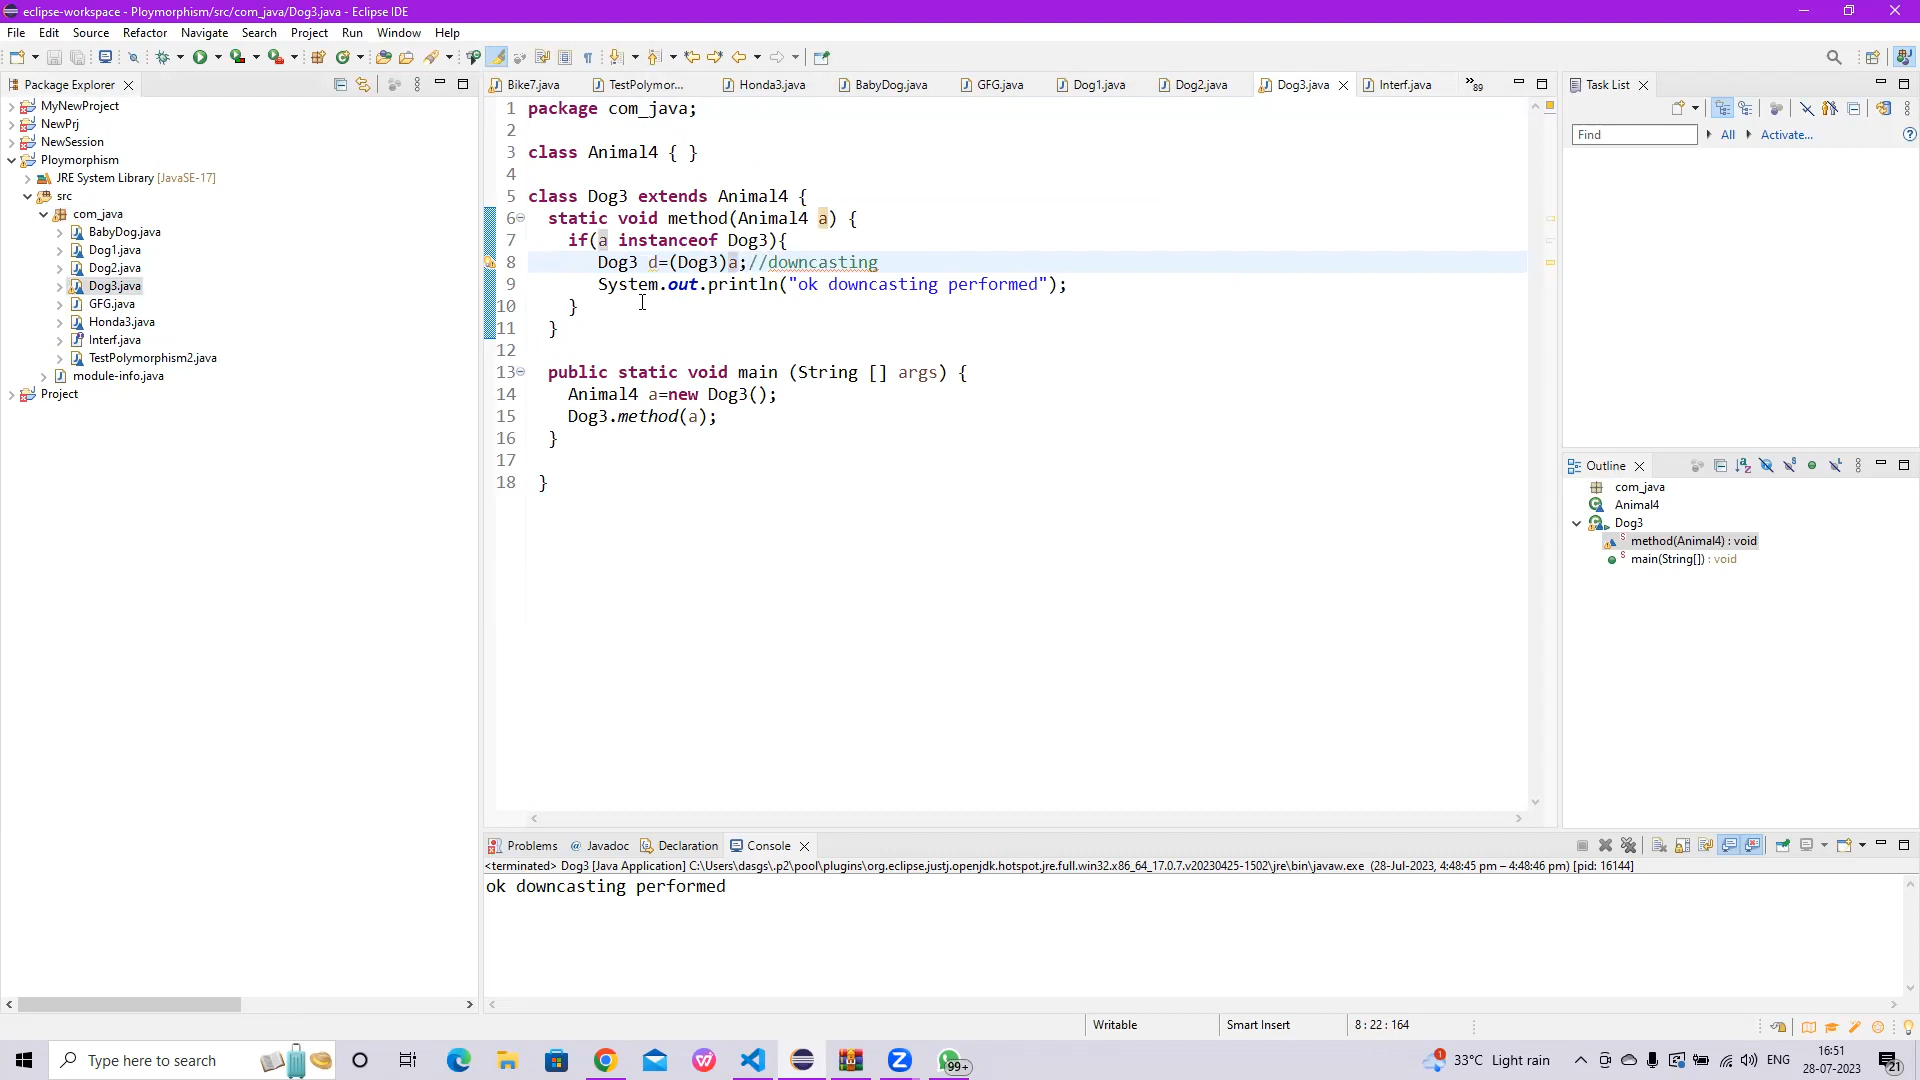 eclipse-workspace - Ploymorphism/src/com_java/Dog3.java - Eclipse IDE
File Edit Source Refactor Navigate Search Project Run Window Help
Package Explorer
MyNewProject
NewPrj
NewSession
Ploymorphism
JRE System Library [JavaSE-17]
src
com_java
BabyDog.java
Dog1.java
Dog2.java
Dog3.java
GFG.java
Honda3.java
Interf.java
TestPolymorphism2.java
module-info.java
Project
Bike7.java TestPolymor... Honda3.java BabyDog.java GFG.java Dog1.java Dog2.java Dog3.java Interf.java »89
1 package com_java;
2
3 class Animal4 { }
4
5 class Dog3 extends Animal4 {
6 static void method(Animal4 a) {
7 if(a instanceof Dog3){
8 Dog3 d=(Dog3)a;//downcasting
9 System.out.println("ok downcasting performed");
10 }
11 }
12
13 public static void main (String [] args) {
14 Animal4 a=new Dog3();
15 Dog3.method(a);
16 }
17
18 }
Task List
Find All Activate...
Outline
com_java
Animal4
Dog3
method(Animal4) : void
main(String[]) : void
Problems Javadoc Declaration Console
<terminated> Dog3 [Java Application] C:\Users\dasgs\.p2\pool\plugins\org.eclipse.justj.openjdk.hotspot.jre.full.win32.x86_64_17.0.7.v20230425-1502\jre\bin\javaw.exe (28-Jul-2023, 4:48:45 pm – 4:48:46 pm) [pid: 16144]
ok downcasting performed
Writable Smart Insert 8 : 22 : 164
Type here to search
99+
1
33°C Light rain
ENG
16:51
28-07-2023
21